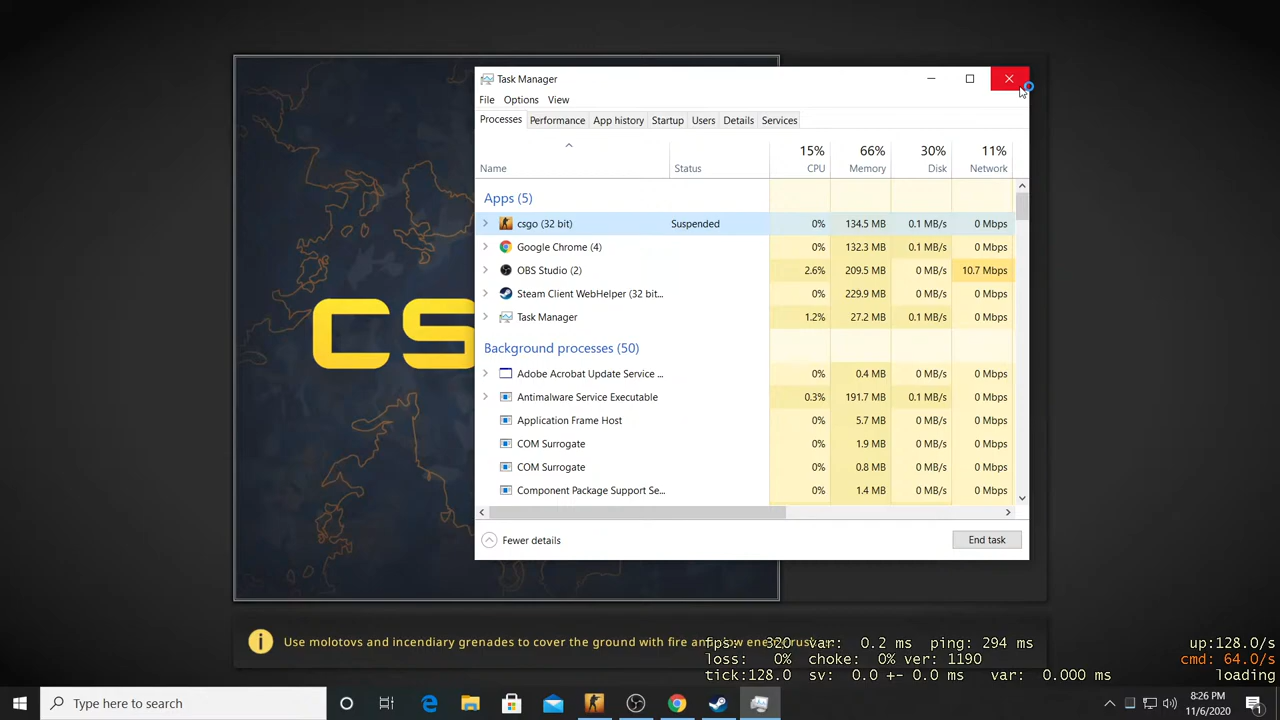 Task Manager
File Options View
Processes Performance App history Startup Users Details Services
15% 66% 30% 11%
Name Status CPU Memory Disk Network
Apps (5)
csgo (32 bit) Suspended 0% 134.5 MB 0.1 MB/s 0 Mbps
Google Chrome (4) 0% 132.3 MB 0.1 MB/s 0 Mbps
OBS Studio (2) 2.6% 209.5 MB 0 MB/s 10.7 Mbps
Steam Client WebHelper (32 bit... 0% 229.9 MB 0.1 MB/s 0 Mbps
Task Manager 1.2% 27.2 MB 0 MB/s 0 Mbps
Background processes (50)
Adobe Acrobat Update Service ... 0% 0.4 MB 0 MB/s 0 Mbps
Antimalware Service Executable 0.3% 191.7 MB 0.1 MB/s 0 Mbps
Application Frame Host 0% 5.7 MB 0 MB/s 0 Mbps
COM Surrogate 0% 1.9 MB 0 MB/s 0 Mbps
COM Surrogate 0% 0.8 MB 0 MB/s 0 Mbps
Component Package Support Se... 0% 1.4 MB 0 MB/s 0 Mbps
Fewer details End task
CS
Use molotovs and incendiary grenades to cover the ground with fire and
fps: 320 var: 0.2 ms ping: 294 ms up:128.0/s
loss: 0% choke: 0% ver: 1190 cmd: 64.0/s
tick:128.0 sv: 0.0 +- 0.0 ms var: 0.000 ms loading
Type here to search
8:26 PM
11/6/2020
1